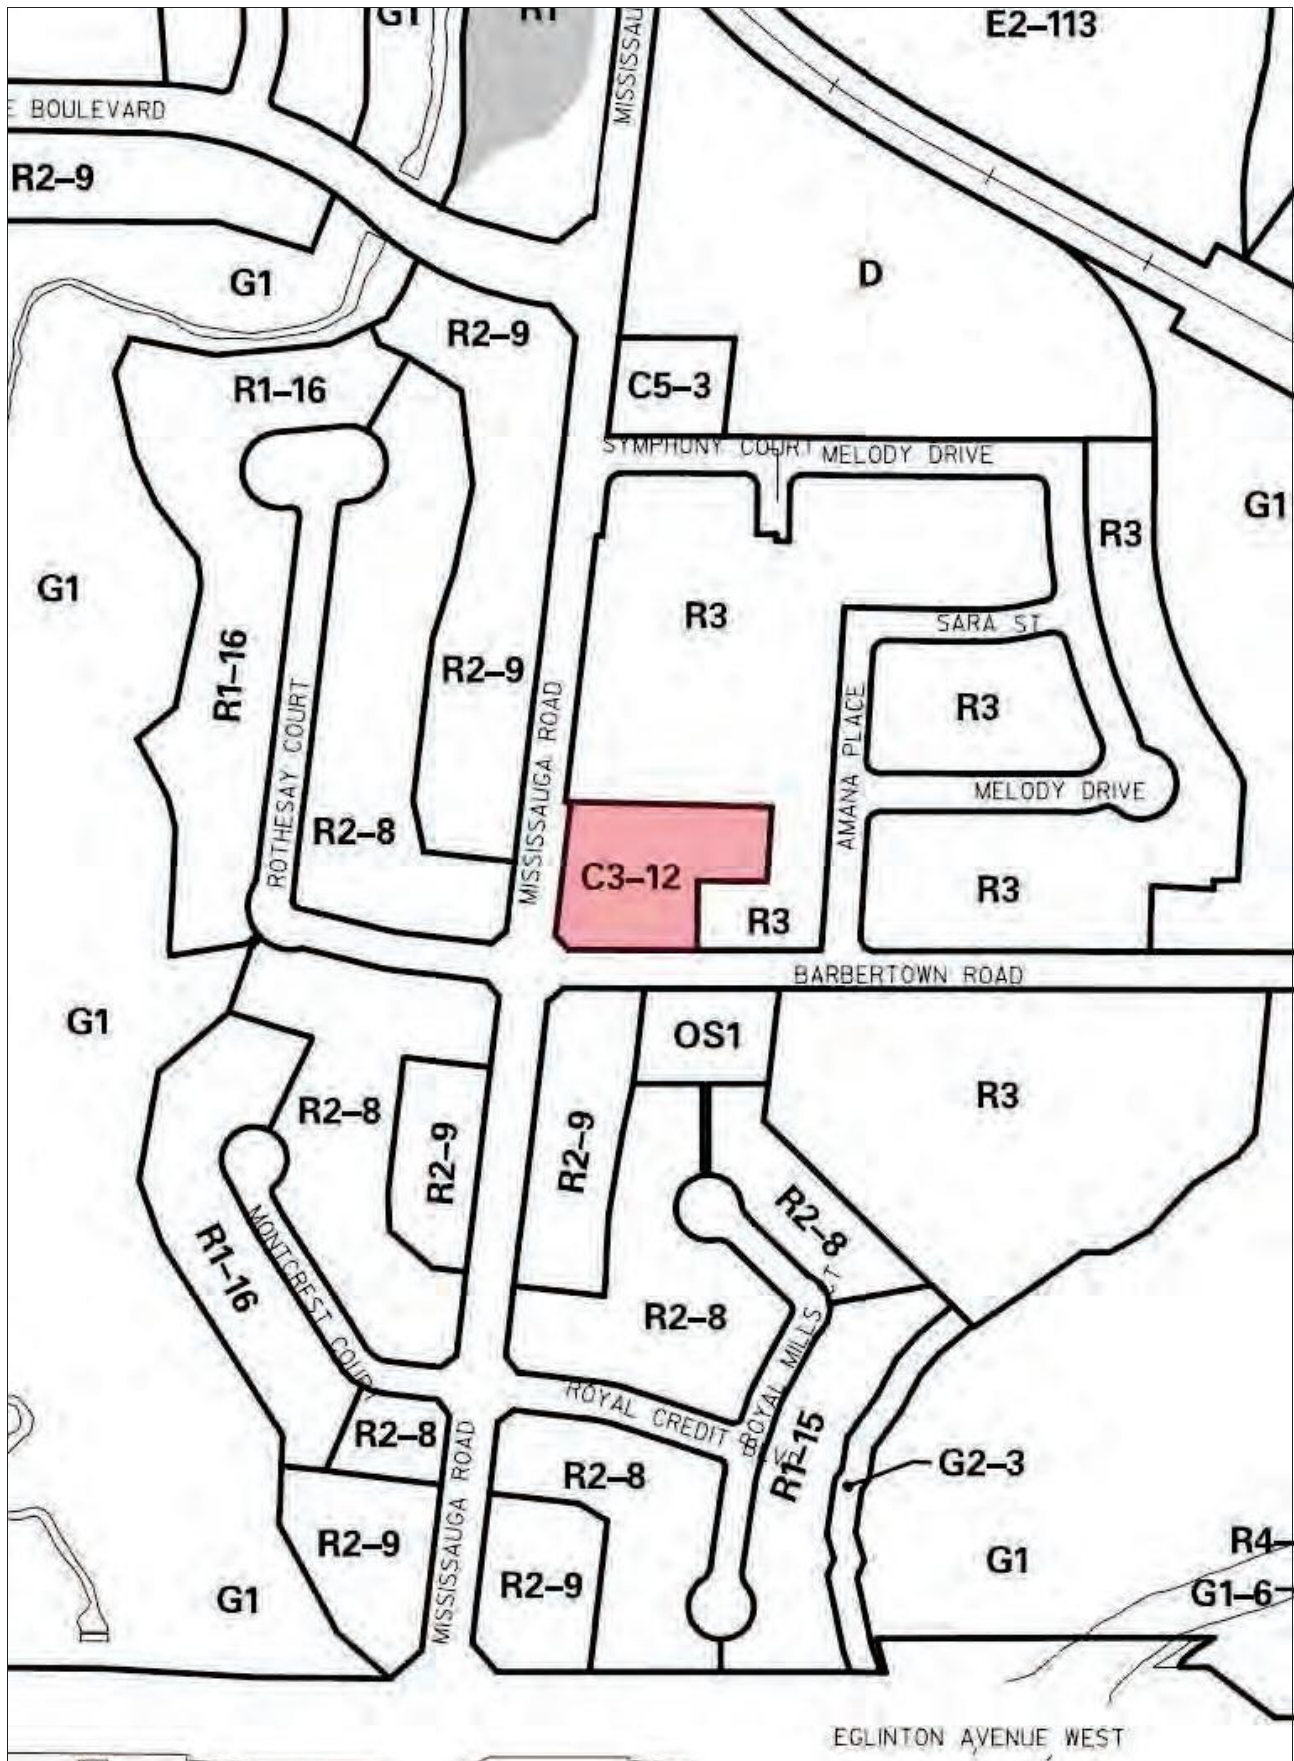 G1
R1
E2–113
MISSISSAU
E BOULEVARD
R2–9
G1
D
R2–9
R1–16
C5–3
SYMPHONY COURT
MELODY DRIVE
G1
R3
G1
R3
SARA ST
R1–16
R2–9
R3
ROTHESAY COURT
MISSISSAUGA ROAD
AMANA PLACE
MELODY DRIVE
R2–8
C3–12
R3
R3
BARBERTOWN ROAD
G1
OS1
R3
R2–8
R2–9
R2–9
R2–8
R1–16
MONTCREST COURT
R2–8
ROYAL MILLS CT
ROYAL CREDIT BLVD
R1–15
R2–8
MISSISSAUGA ROAD
R2–8
G2–3
R2–9
R2–9
G1
G1
R4–
G1–6
EGLINTON AVENUE WEST